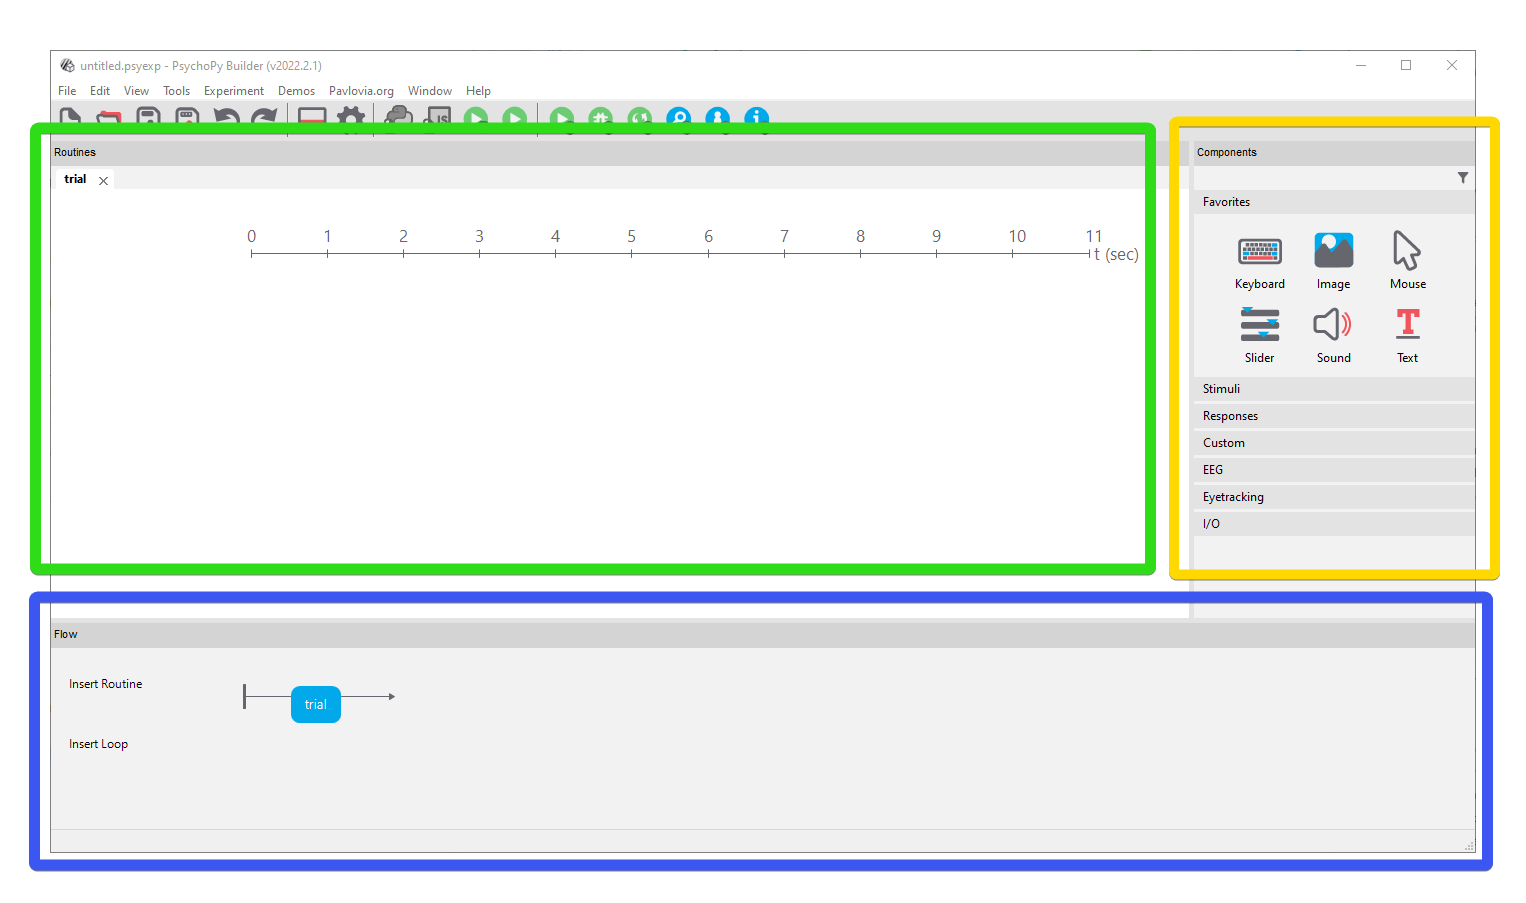 untitled.psyexp - PsychoPy Builder (v2022.2.1)
File Edit View Tools Experiment Demos Pavlovia.org Window Help
JS
Routines
trial
0 1 2 3 4 5 6 7 8 9 10 11
t (sec)
Components
Favorites
Keyboard Image Mouse
Slider Sound Text
Stimuli
Responses
Custom
EEG
Eyetracking
I/O
Flow
Insert Routine
trial
Insert Loop